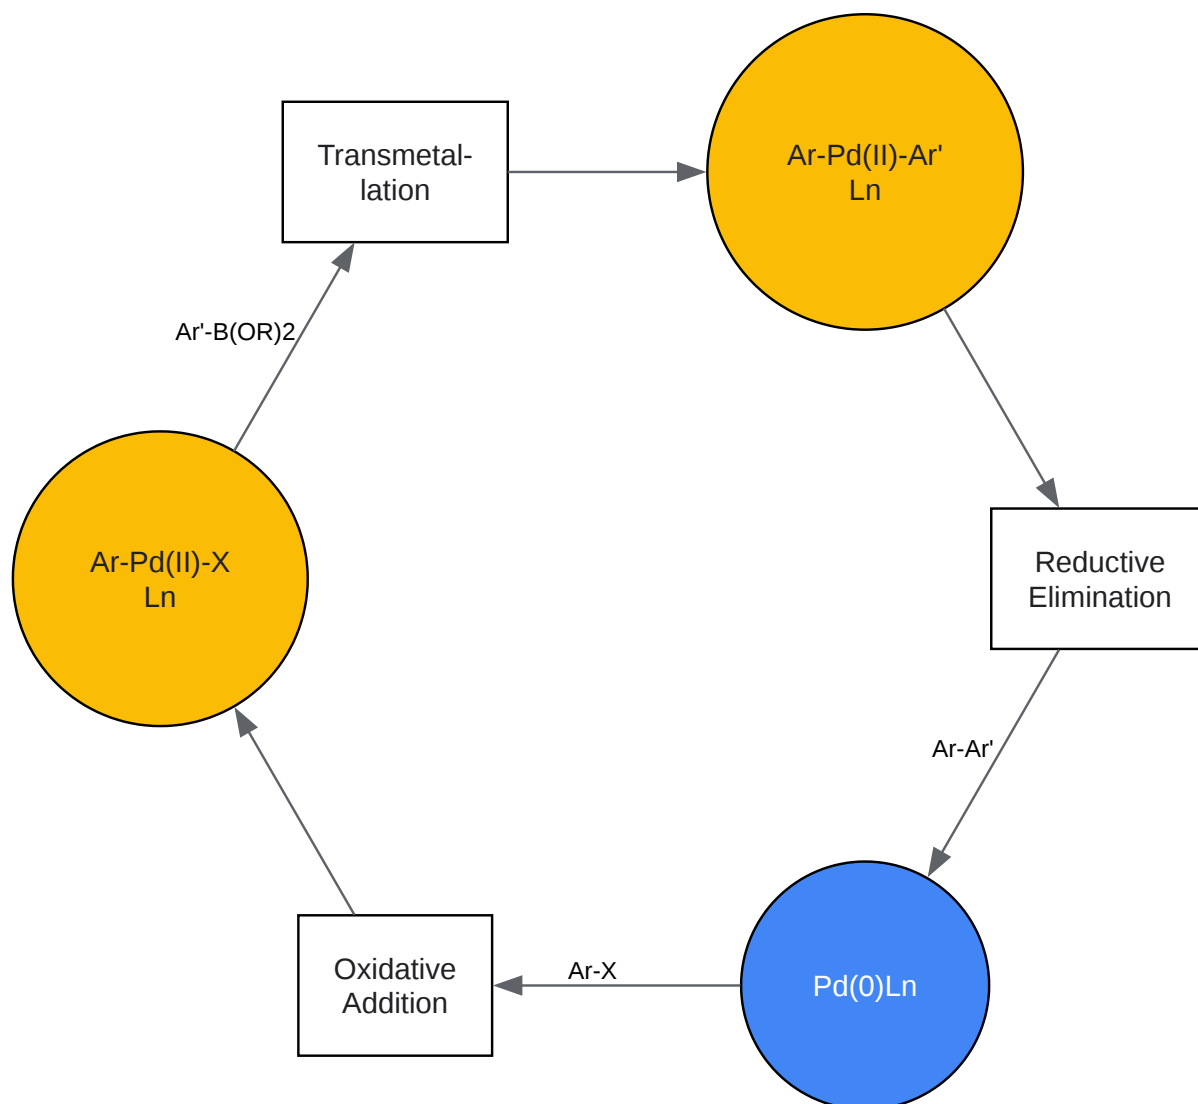 Transmetal-
lation
Ar-Pd(II)-Ar'
Ln
Ar'-B(OR)2
Ar-Pd(II)-X
Ln
Reductive
Elimination
Ar-Ar'
Oxidative
Addition
Ar-X
Pd(0)Ln